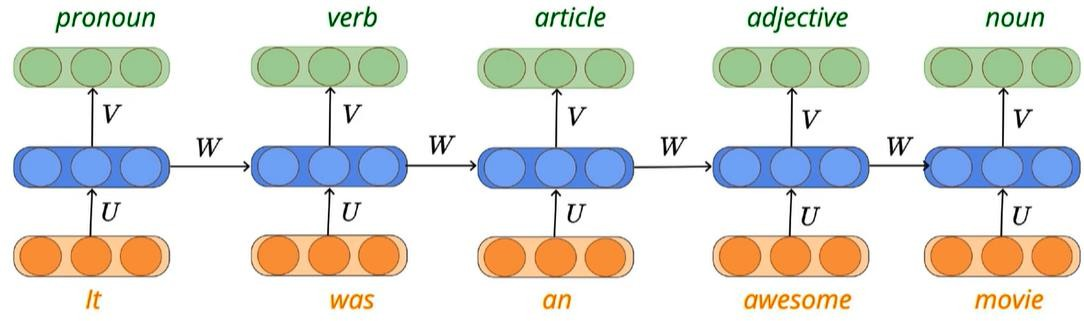 pronoun verb article adjective noun
V V V V V
W W W W
U U U U U
It was an awesome movie